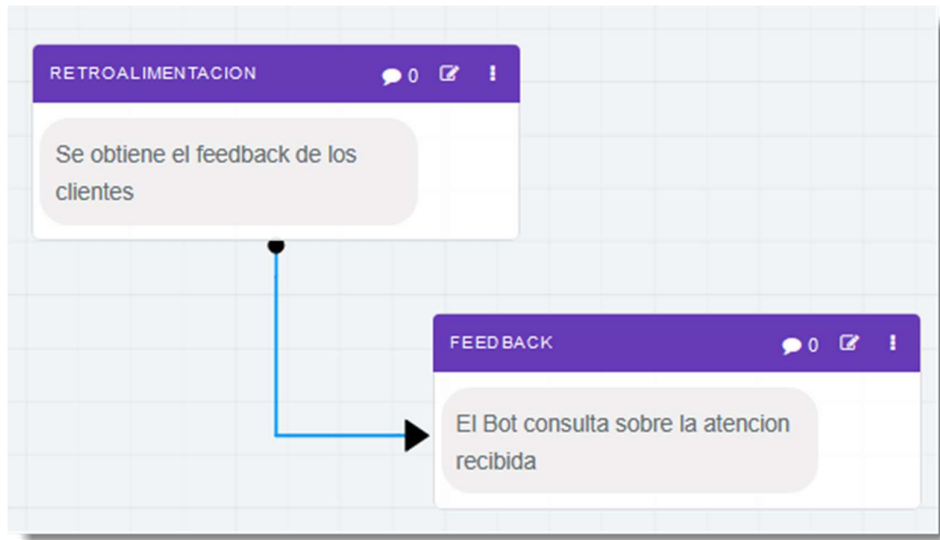 RETROALIMENTACION 0
Se obtiene el feedback de los
clientes
FEEDBACK 0
El Bot consulta sobre la atencion
recibida